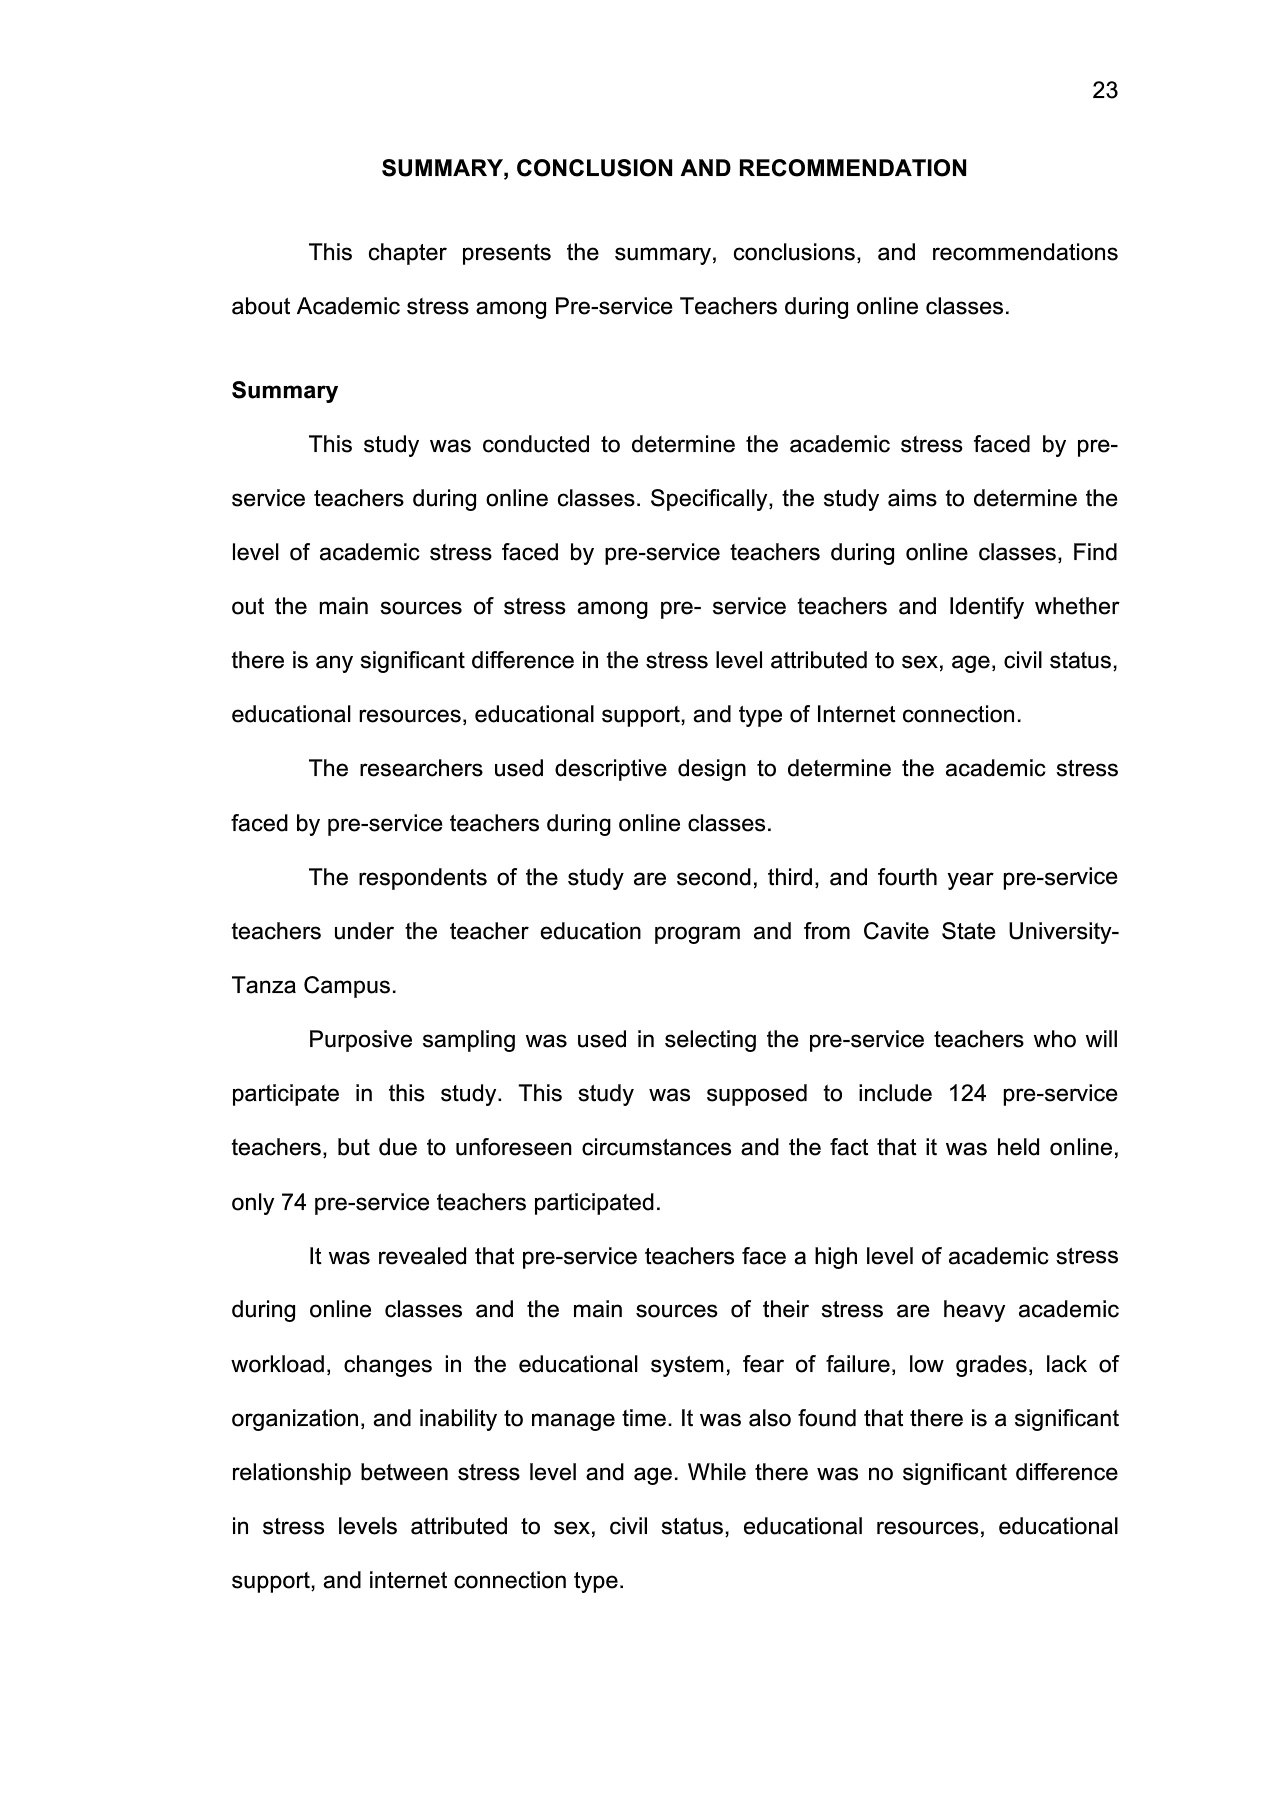 23
SUMMARY, CONCLUSION AND RECOMMENDATION
This chapter presents the summary, conclusions, and recommendations
about Academic stress among Pre-service Teachers during online classes.
Summary
This study was conducted to determine the academic stress faced by pre-
service teachers during online classes. Specifically, the study aims to determine the
level of academic stress faced by pre-service teachers during online classes, Find
out the main sources of stress among pre- service teachers and Identify whether
there is any significant difference in the stress level attributed to sex, age, civil status,
educational resources, educational support, and type of Internet connection.
The researchers used descriptive design to determine the academic stress
faced by pre-service teachers during online classes.
The respondents of the study are second, third, and fourth year pre-service
teachers under the teacher education program and from Cavite State University-
Tanza Campus.
Purposive sampling was used in selecting the pre-service teachers who will
participate in this study. This study was supposed to include 124 pre-service
teachers, but due to unforeseen circumstances and the fact that it was held online,
only 74 pre-service teachers participated.
It was revealed that pre-service teachers face a high level of academic stress
during online classes and the main sources of their stress are heavy academic
workload, changes in the educational system, fear of failure, low grades, lack of
organization, and inability to manage time. It was also found that there is a significant
relationship between stress level and age. While there was no significant difference
in stress levels attributed to sex, civil status, educational resources, educational
support, and internet connection type.